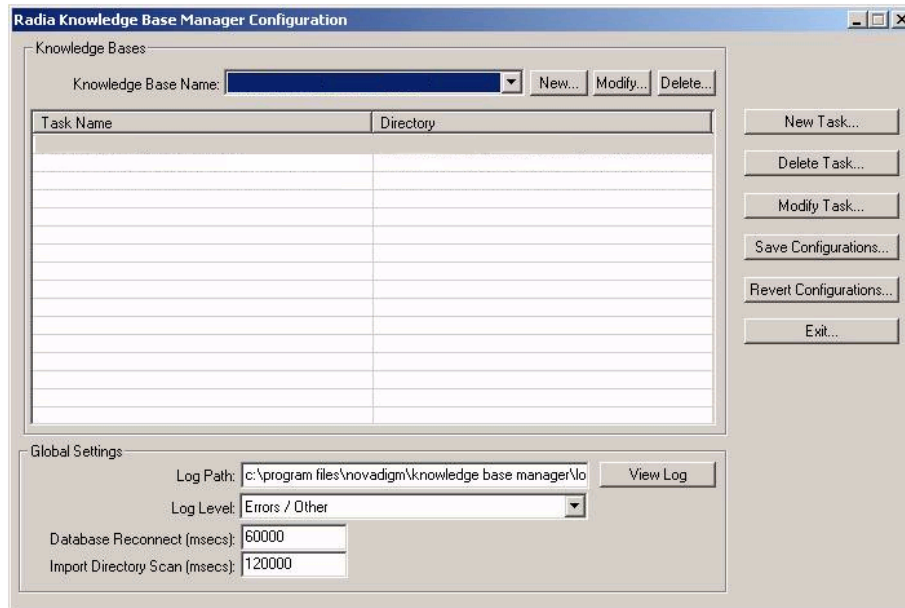 Radia Knowledge Base Manager Configuration
Knowledge Bases
Knowledge Base Name:
New...
Modify...
Delete...
Task Name
Directory
New Task...
Delete Task...
Modify Task...
Save Configurations...
Revert Configurations...
Exit...
Global Settings
Log Path: c:\program files\novadigm\knowledge base manager\lo
View Log
Log Level: Errors / Other
Database Reconnect (msecs): 60000
Import Directory Scan (msecs): 120000